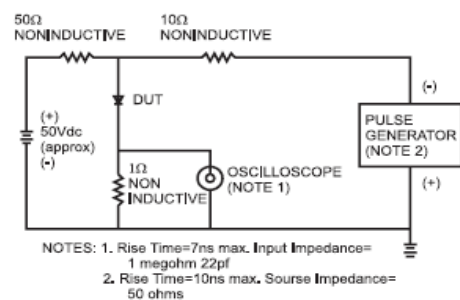 50Ω
NONINDUCTIVE
10Ω
NONINDUCTIVE
(+)
50Vdc
(approx)
(-)
DUT
1Ω
NON
INDUCTIVE
OSCILLOSCOPE
(NOTE 1)
(-)
PULSE
GENERATOR
(NOTE 2)
(+)
NOTES: 1. Rise Time=7ns max. Input Impedance=
1 megohm 22pf
2. Rise Time=10ns max. Sourse Impedance=
50 ohms